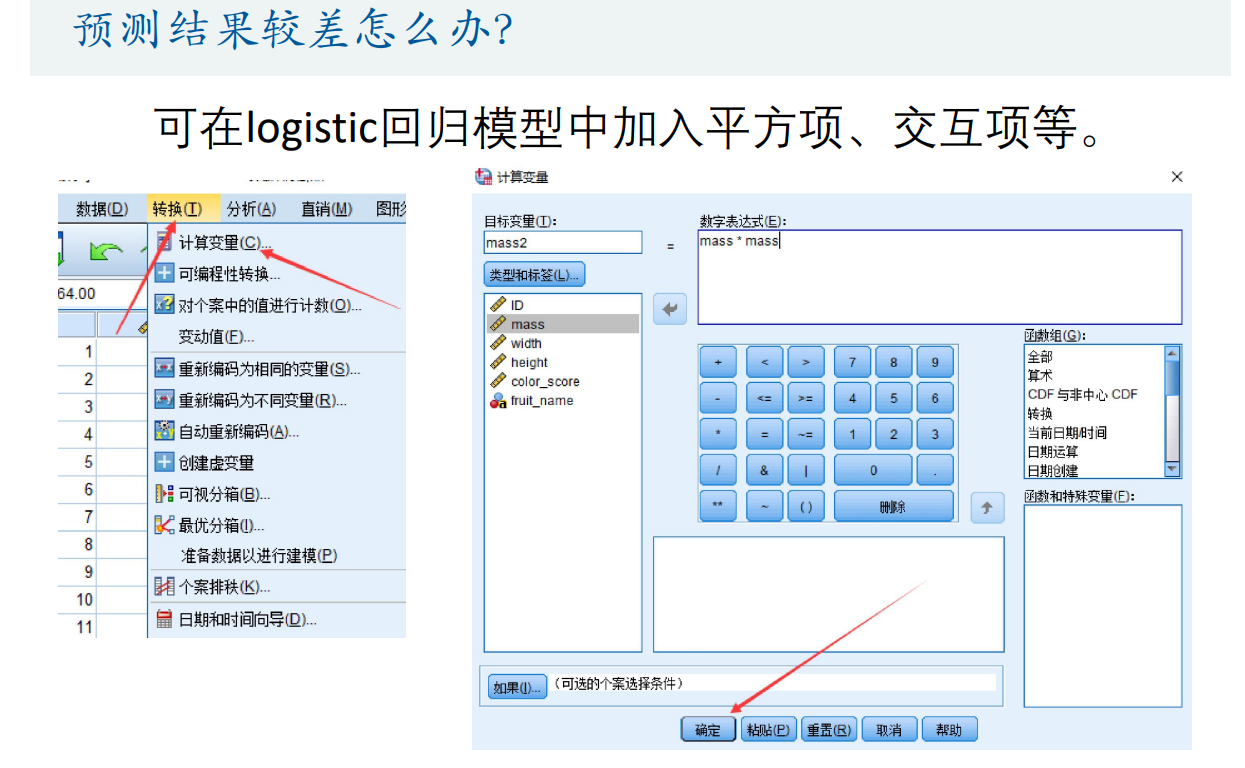 预测结果较差怎么办?
可在logistic回归模型中加入平方项、交互项等。
数据(D) 转换(T) 分析(A) 直销(M) 图形
计算变量(C)...
可编程性转换...
64.00
对个案中的值进行计数(O)...
变动值(F)...
1
重新编码为相同的变量(S)...
2
重新编码为不同变量(R)...
3
自动重新编码(A)...
4
创建虚变量
5
可视分箱(B)...
6
最优分箱(I)...
7
准备数据以进行建模(P)
8
个案排秩(K)...
9
日期和时间向导(D)...
10
11
计算变量
目标变量(T):
mass2
=
数字表达式(E):
mass * mass
类型和标签(L)...
ID
mass
width
height
color_score
fruit_name
+ < > 7 8 9
- <= >= 4 5 6
* = ~= 1 2 3
/ & | 0 .
** ~ ( ) 删除
函数组(G):
全部
算术
CDF 与非中心 CDF
转换
当前日期/时间
日期运算
日期创建
函数和特殊变量(F):
如果(I)... (可选的个案选择条件)
确定 粘贴(P) 重置(R) 取消 帮助